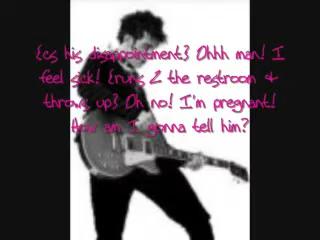 {cs his disappointment} Ohhh man! I
feel sick! {runs 2 the restroom &
throws up} Oh no! I'm pregnant!
How am I gonna tell him?